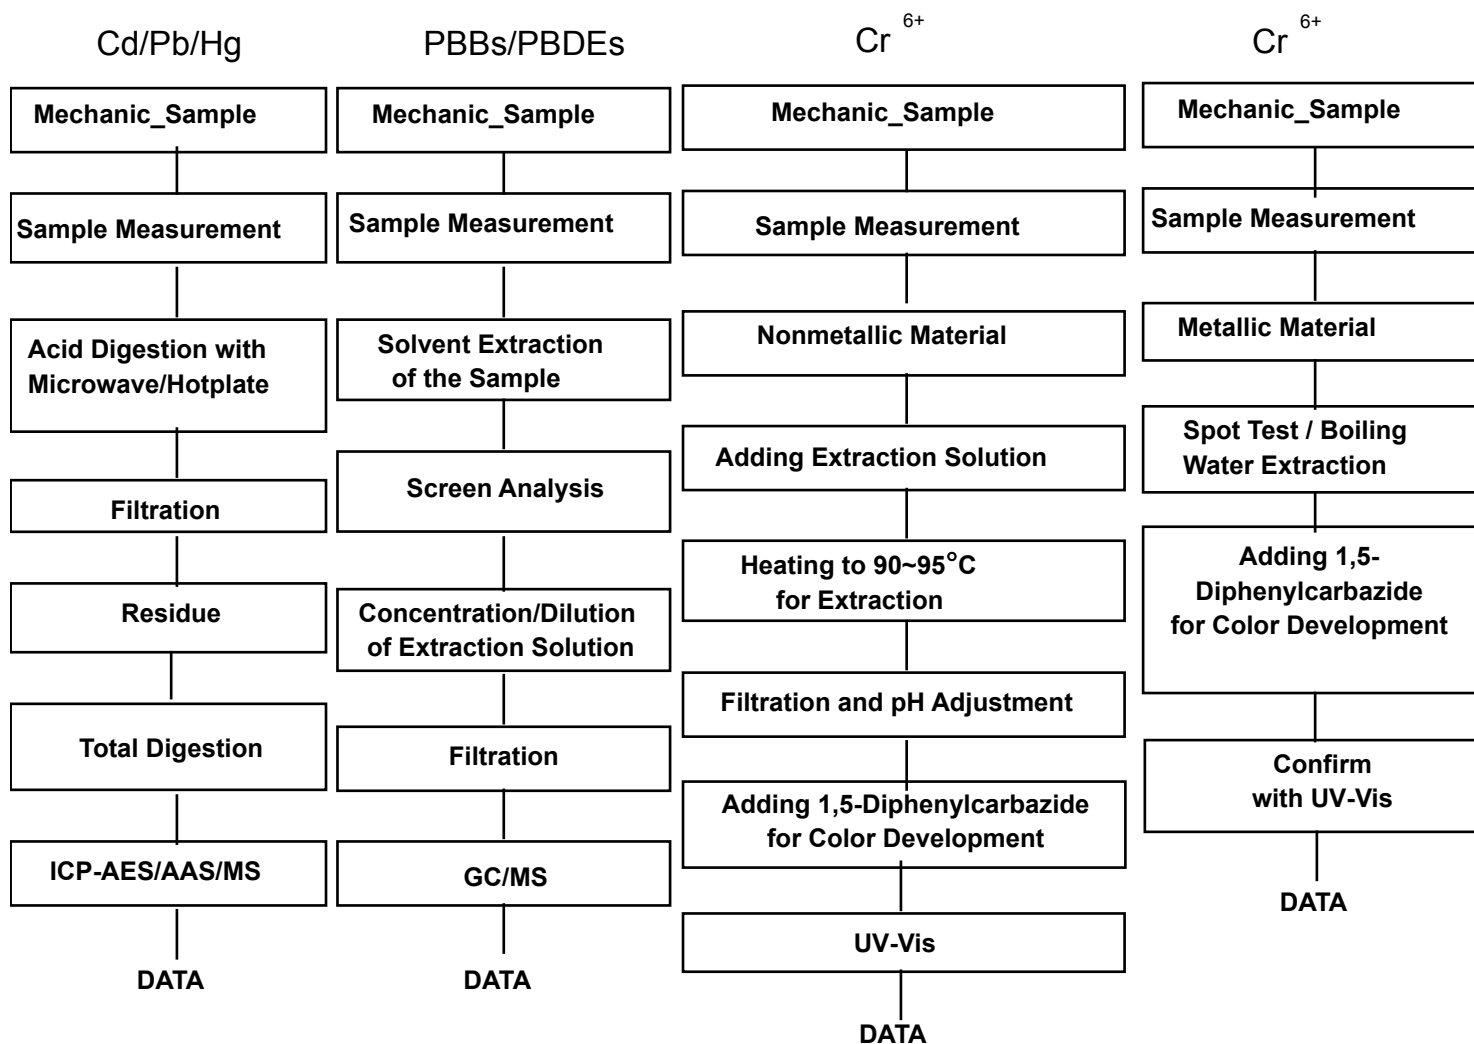 Cd/Pb/Hg
Mechanic_Sample
Sample Measurement
Acid Digestion with
Microwave/Hotplate
Filtration
Residue
Total Digestion
ICP-AES/AAS/MS
DATA
PBBs/PBDEs
Mechanic_Sample
Sample Measurement
Solvent Extraction
of the Sample
Screen Analysis
Concentration/Dilution
of Extraction Solution
Filtration
GC/MS
DATA
Cr 6+
Mechanic_Sample
Sample Measurement
Nonmetallic Material
Adding Extraction Solution
Heating to 90~95°C
for Extraction
Filtration and pH Adjustment
Adding 1,5-Diphenylcarbazide
for Color Development
UV-Vis
DATA
Cr 6+
Mechanic_Sample
Sample Measurement
Metallic Material
Spot Test / Boiling
Water Extraction
Adding 1,5-
Diphenylcarbazide
for Color Development
Confirm
with UV-Vis
DATA